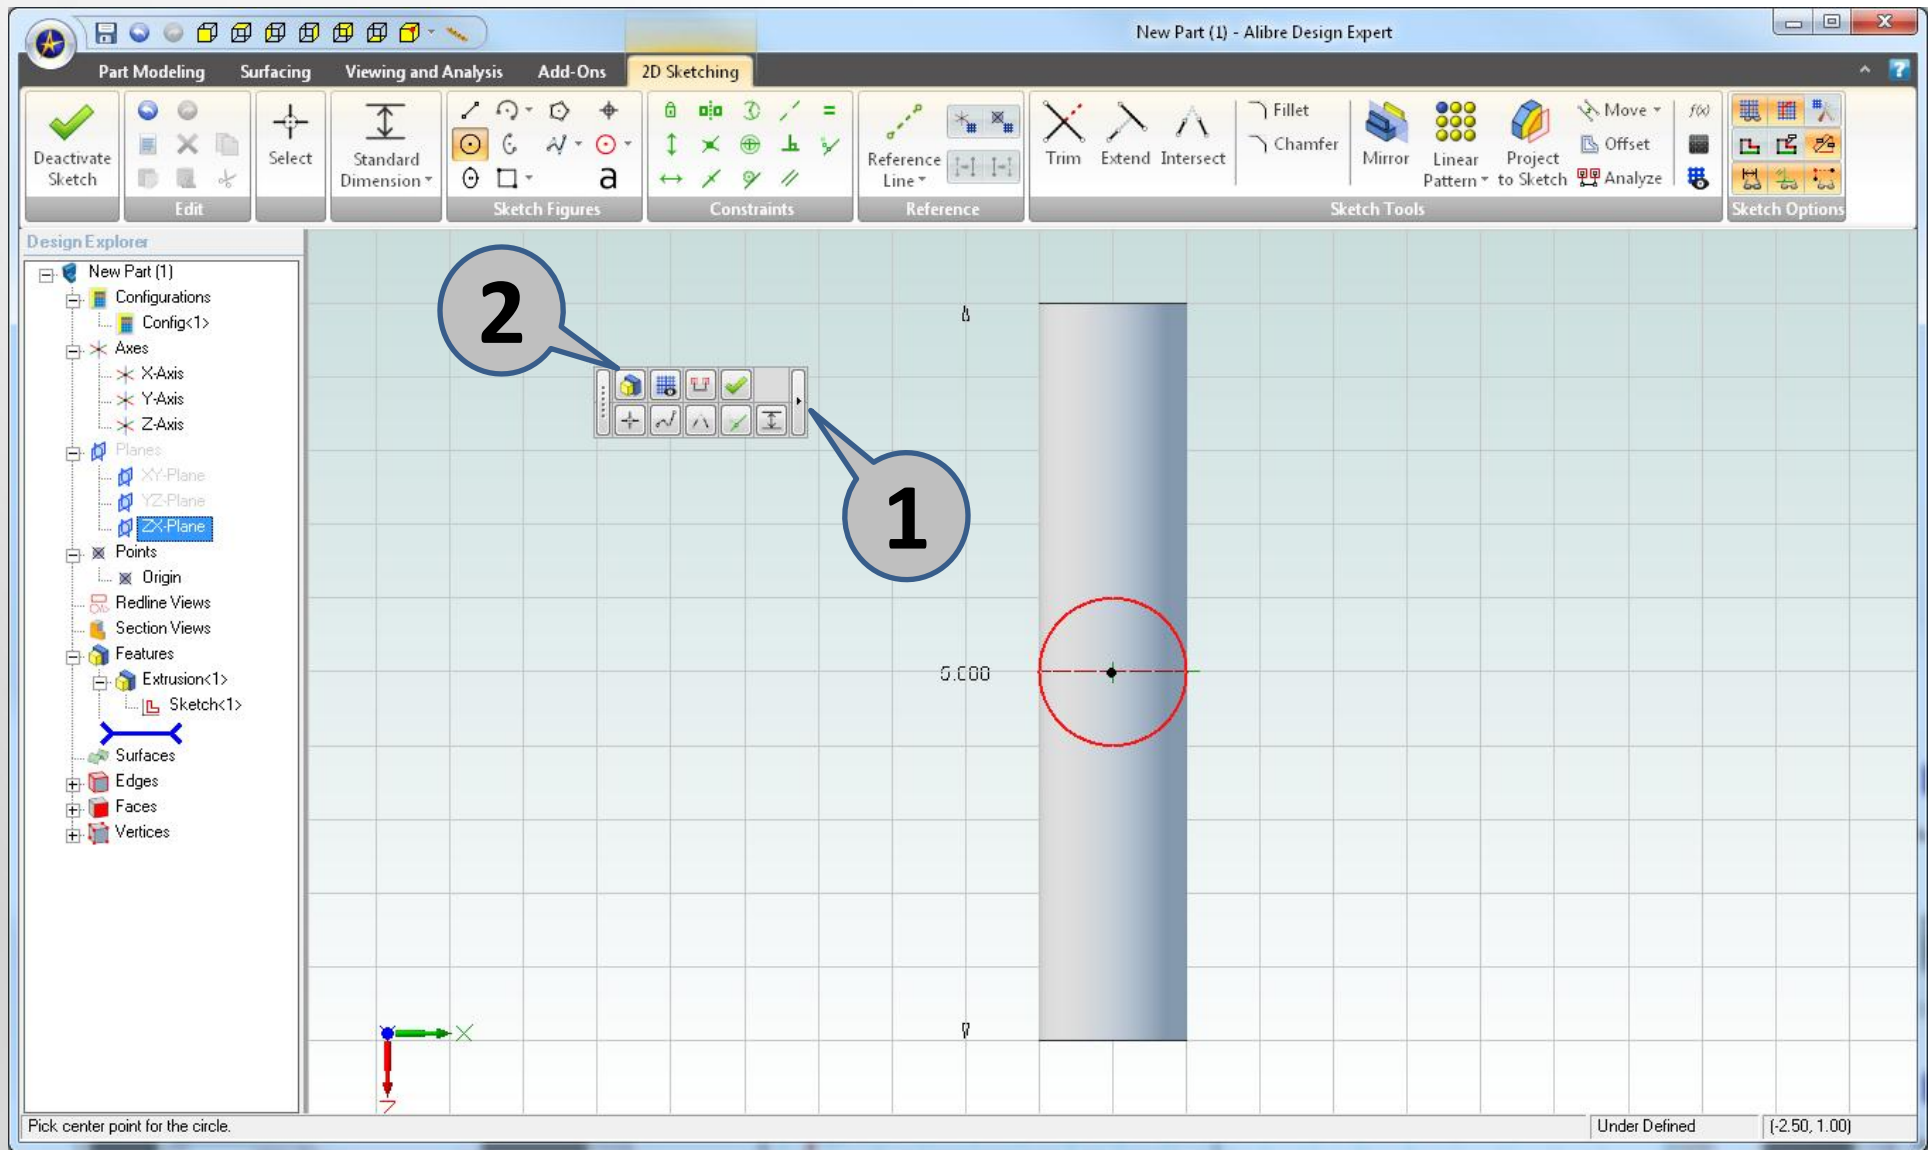 New Part (1) - Alibre Design Expert
Part Modeling Surfacing Viewing and Analysis Add-Ons 2D Sketching
Deactivate Sketch
Edit
Select
Standard Dimension
Sketch Figures
a
Constraints
Reference Line
Reference
Trim Extend Intersect
Fillet
Chamfer
Mirror
Linear Pattern
Project to Sketch
Move
Offset
Analyze
f(x)
Sketch Tools
Sketch Options
Design Explorer
New Part (1)
Configurations
Config<1>
Axes
X-Axis
Y-Axis
Z-Axis
Planes
XY-Plane
YZ-Plane
ZX-Plane
Points
Origin
Redline Views
Section Views
Features
Extrusion<1>
Sketch<1>
Surfaces
Edges
Faces
Vertices
2
1
X
Z
Pick center point for the circle.
Under Defined
(-2.50, 1.00)